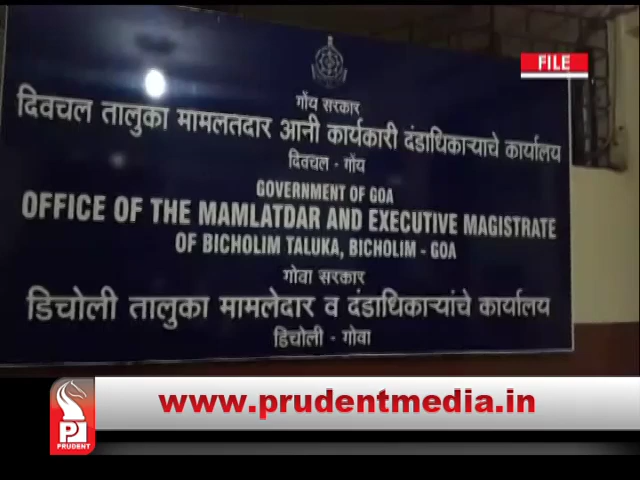 FILE
गोंय सरकार
दिवचल तालुका मामलतदार आनी कार्यकारी दंडाधिकाऱ्याचे कार्यालय
दिवचल - गोंय
GOVERNMENT OF GOA
OFFICE OF THE MAMLATDAR AND EXECUTIVE MAGISTRATE
OF BICHOLIM TALUKA, BICHOLIM - GOA
गोवा सरकार
डिचोली तालुका मामलेदार व दंडाधिकाऱ्यांचे कार्यालय
डिचोली - गोवा
www.prudentmedia.in
PRUDENT